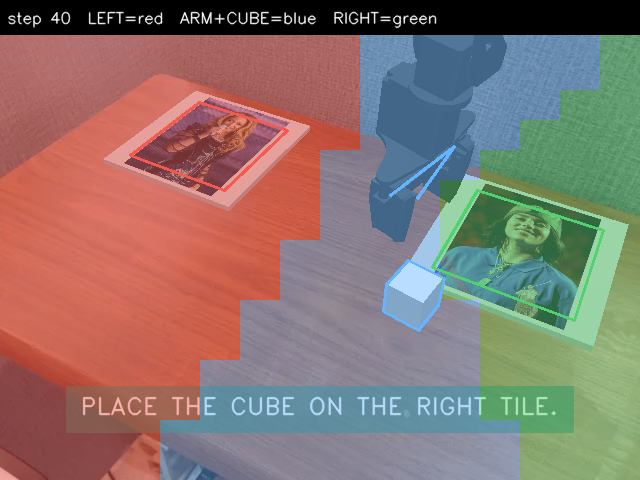 step 40 LEFT=red ARM+CUBE=blue RIGHT=green
PLACE THE CUBE ON THE RIGHT TILE.